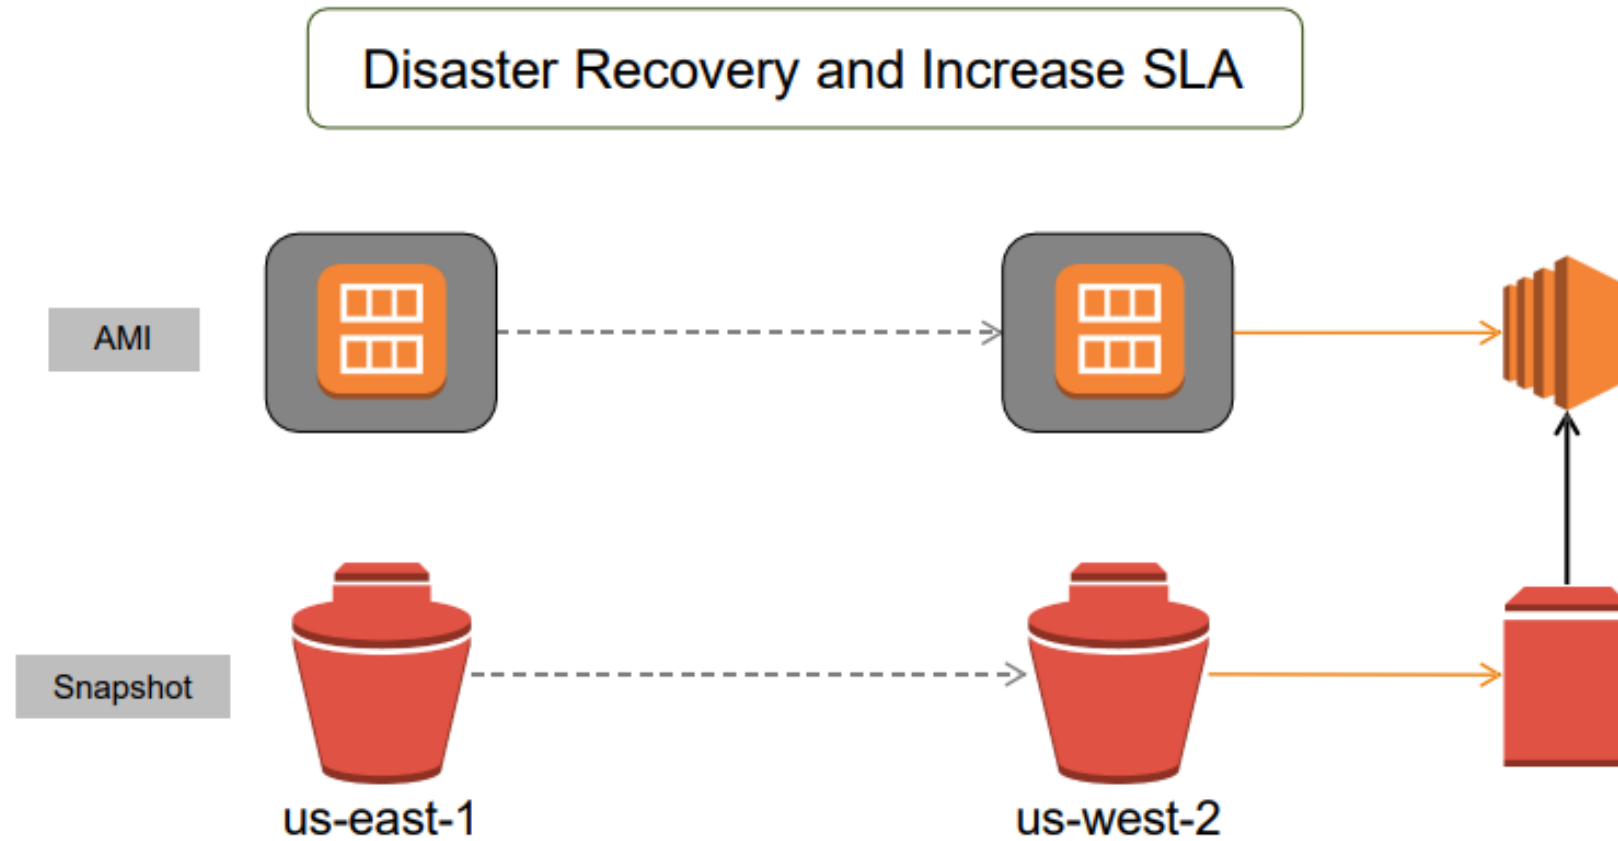 Disaster Recovery and Increase SLA
AMI
Snapshot
us-east-1
us-west-2